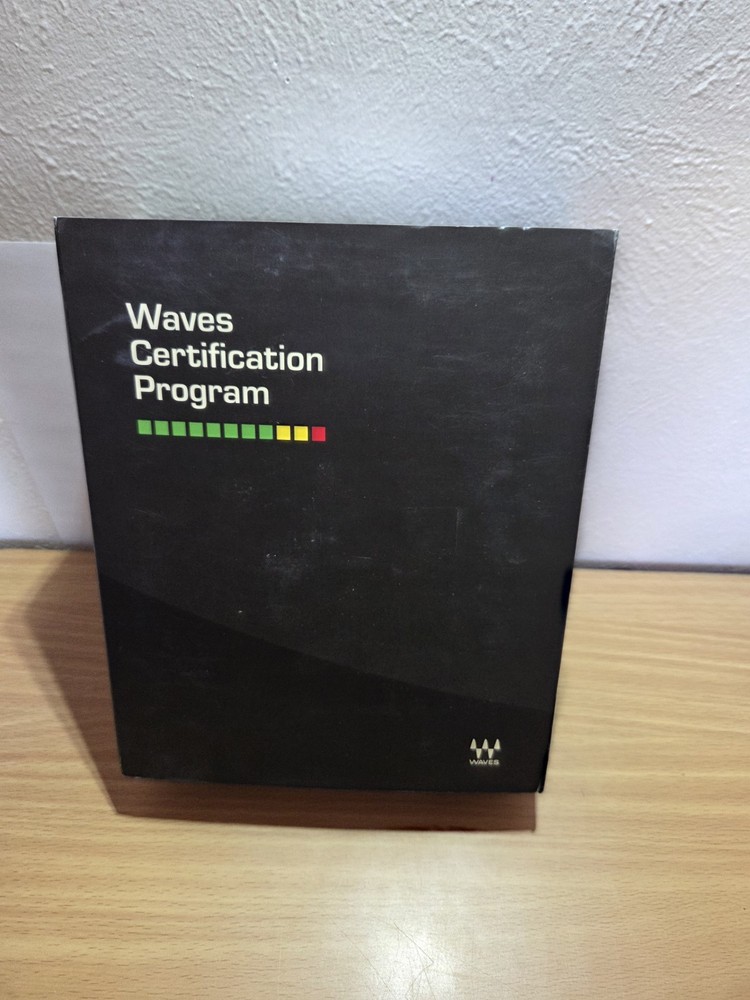 Waves
Certification
Program
WAVES